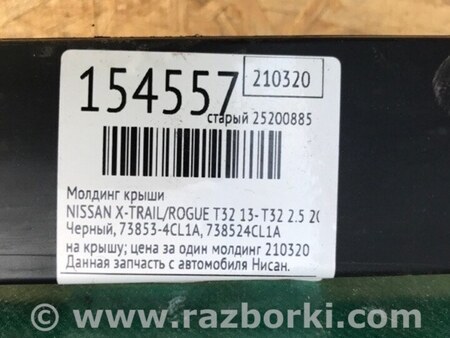 154557
210320
старый 25200885
Молдинг крыши
NISSAN X-TRAIL/ROGUE T32 13- T32 2.5 20
Черный, 73853-4CL1A, 738524CL1A
на крышу; цена за один молдинг 210320
Данная запчасть с автомобиля Нисан.
© www.razborki.com